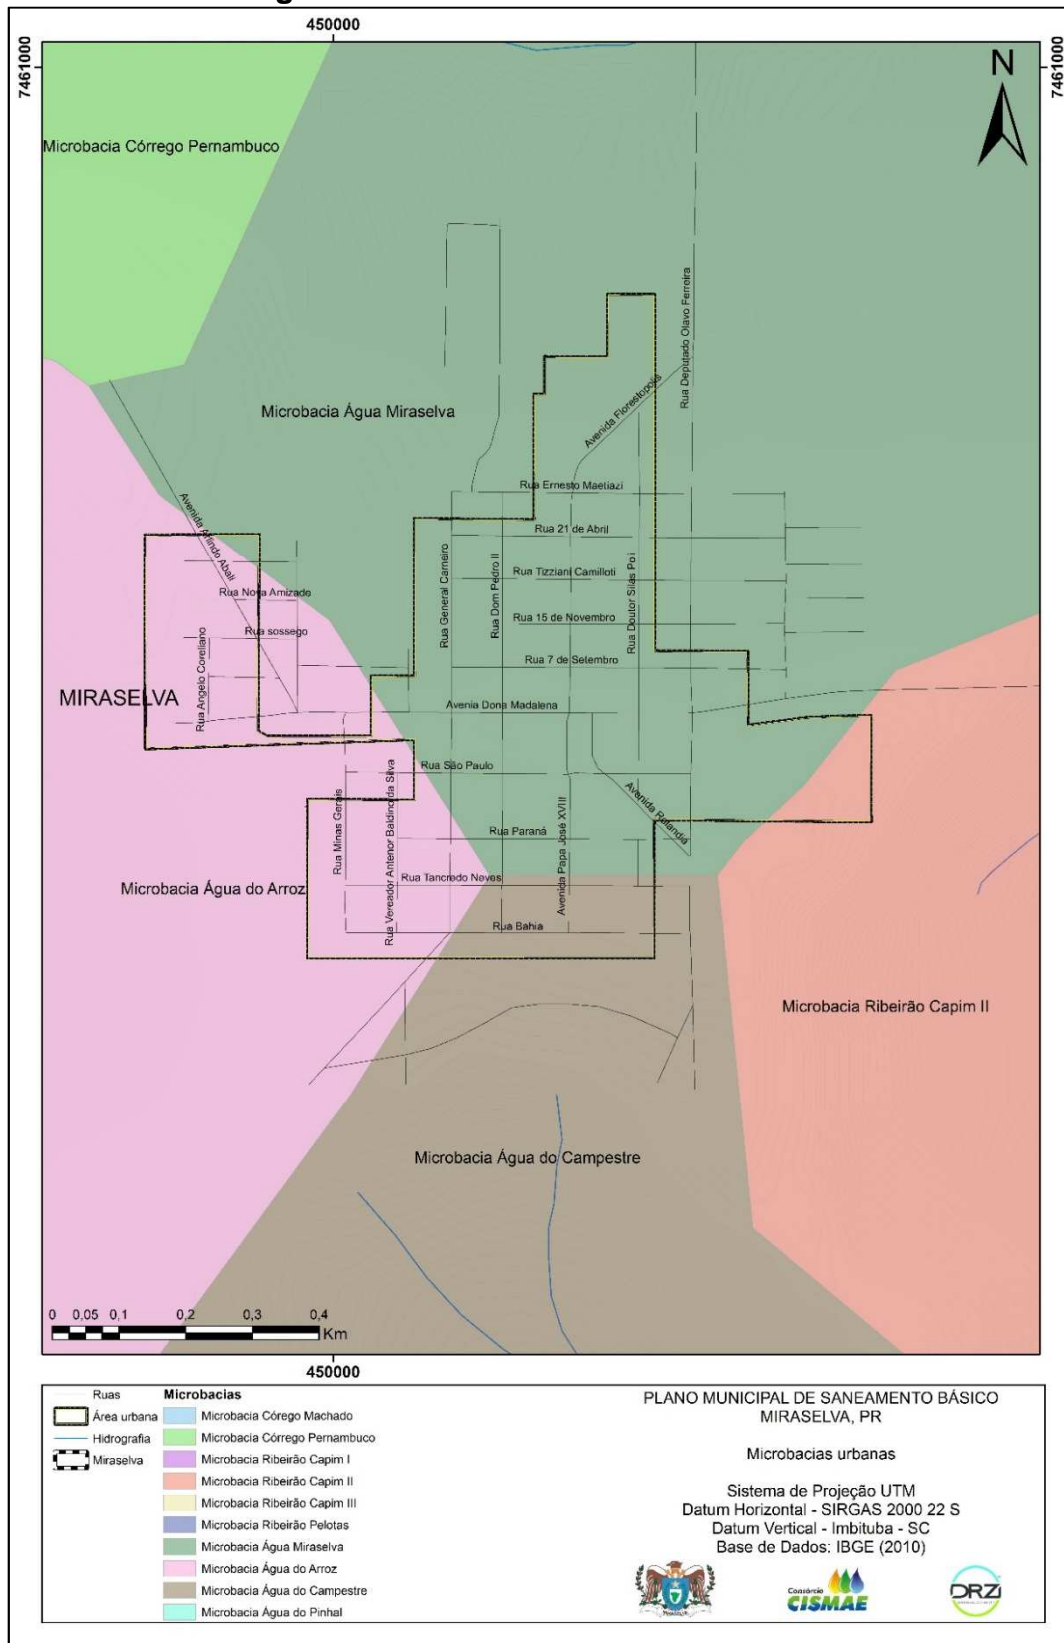 450000
7461000
7461000
N
Microbacia Córrego Pernambuco
Rua Deputado Olavo Ferreira
Microbacia Água Miraselva
Avenida Florestopolis
Rua Ernesto Maetiazi
Avenida Arlindo Abali
Rua 21 de Abril
Rua General Carneiro
Rua Dom Pedro II
Rua Tizziani Camilloti
Rua Doutor Silas Poi
Rua Nova Amizade
Rua 15 de Novembro
Rua sossego
Rua Angelo Coreliano
Rua 7 de Setembro
MIRASELVA
Avenia Dona Madalena
Rua São Paulo
Rua Minas Gerais
Rua Vereador Antenor Baldino da Silva
Avenida Papa José XVIII
Avenida Rolandia
Rua Paraná
Microbacia Água do Arroz
Rua Tancredo Neves
Rua Bahia
Microbacia Ribeirão Capim II
Microbacia Água do Campestre
0 0,05 0,1 0,2 0,3 0,4
Km
450000
Ruas
Área urbana
Hidrografia
Miraselva
Microbacias
Microbacia Córego Machado
Microbacia Córrego Pernambuco
Microbacia Ribeirão Capim I
Microbacia Ribeirão Capim II
Microbacia Ribeirão Capim III
Microbacia Ribeirão Pelotas
Microbacia Água Miraselva
Microbacia Água do Arroz
Microbacia Água do Campestre
Microbacia Água do Pinhal
PLANO MUNICIPAL DE SANEAMENTO BÁSICO
MIRASELVA, PR
Microbacias urbanas
Sistema de Projeção UTM
Datum Horizontal - SIRGAS 2000 22 S
Datum Vertical - Imbituba - SC
Base de Dados: IBGE (2010)
Consórcio
CISMAE
DRZ